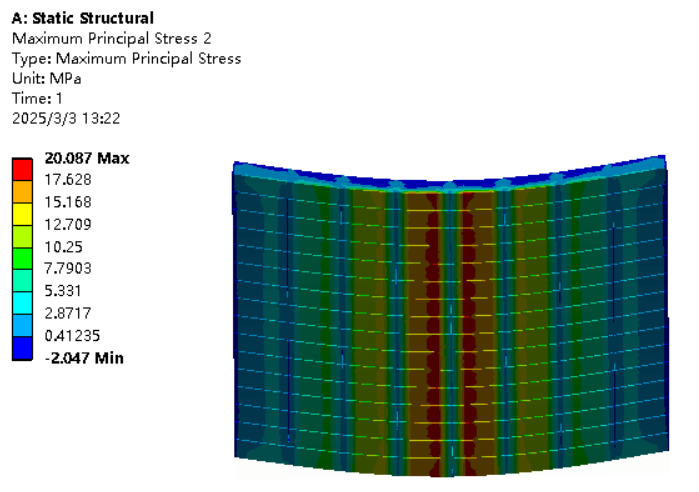 A: Static Structural
Maximum Principal Stress 2
Type: Maximum Principal Stress
Unit: MPa
Time: 1
2025/3/3 13:22
20.087 Max
17.628
15.168
12.709
10.25
7.7903
5.331
2.8717
0.41235
-2.047 Min